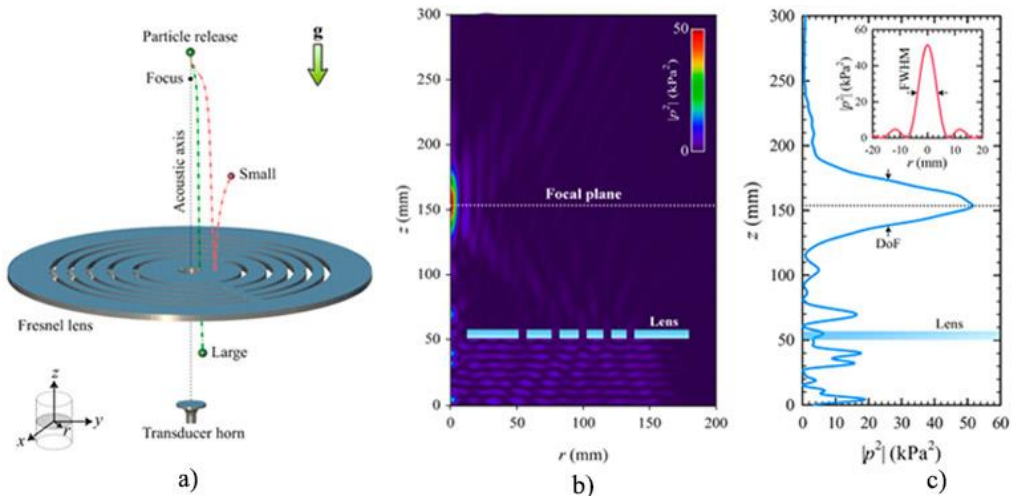 Particle release
Focus
g
Acoustic axis
Small
Fresnel lens
Large
z
y
x
r
Transducer horn
a)
300
250
200
150
100
50
0
z (mm)
50
0
|p²| (kPa²)
Focal plane
Lens
0
50
100
150
200
r (mm)
b)
300
250
200
150
100
50
0
z (mm)
60
40
20
0
|p²| (kPa²)
FWHM
-20
-10
0
10
20
r (mm)
DoF
Lens
0
10
20
30
40
50
60
|p²| (kPa²)
c)